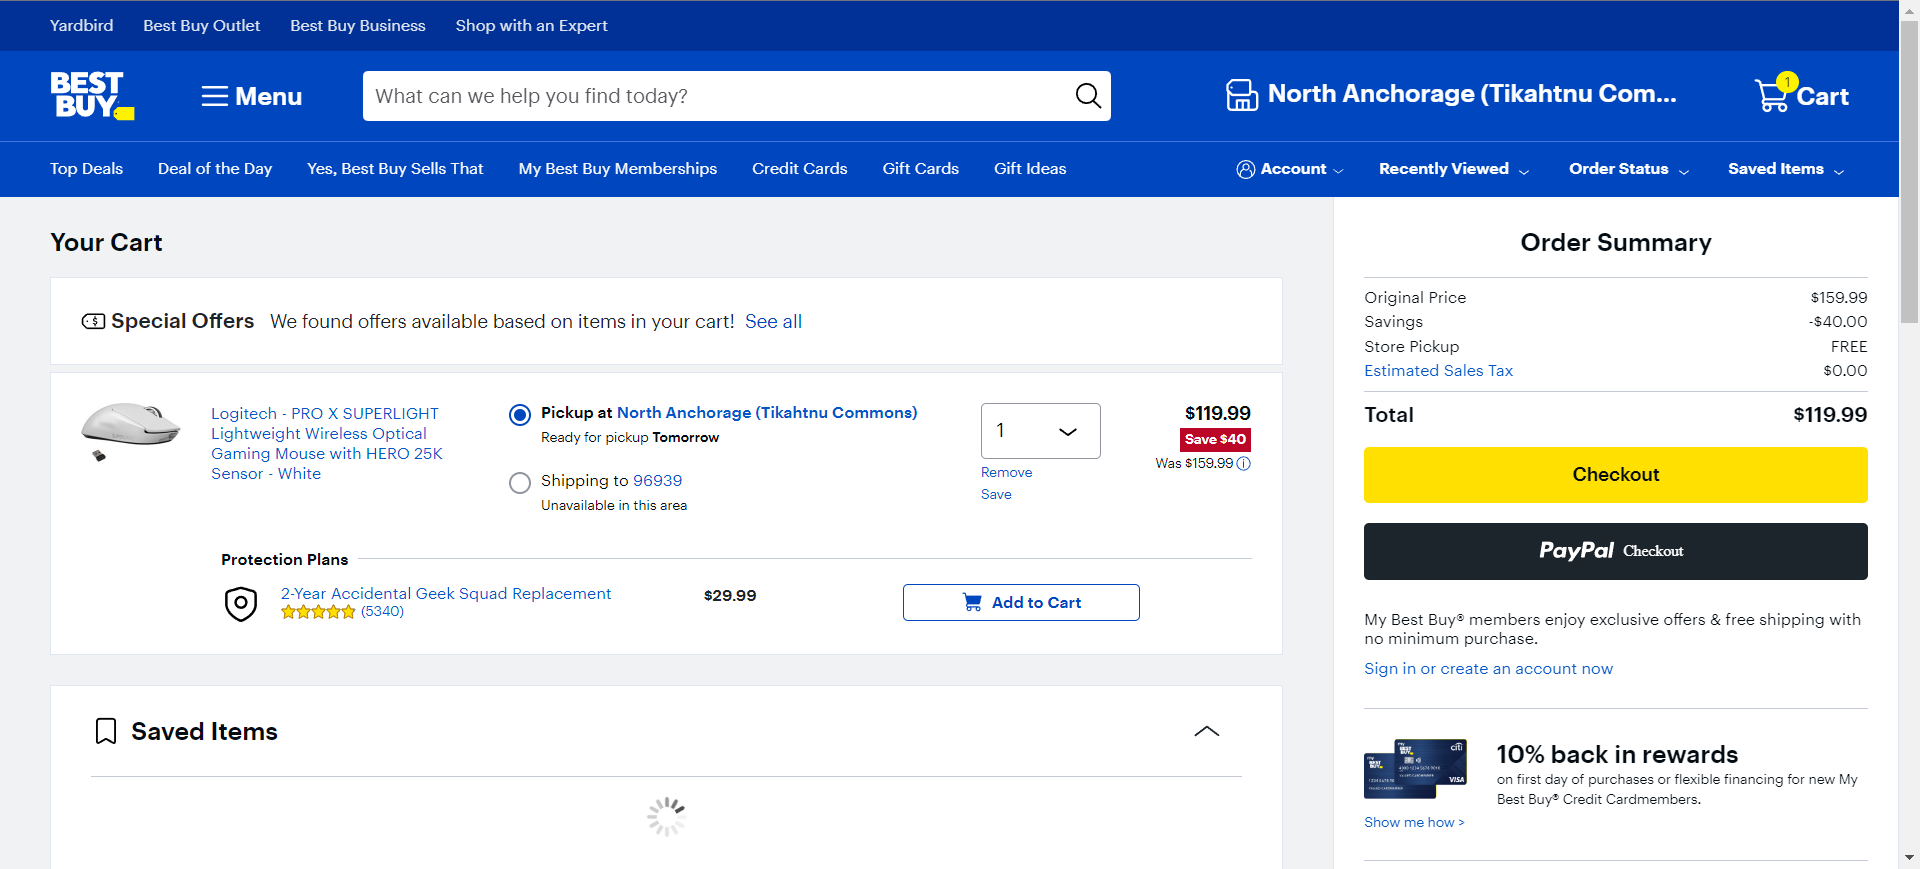 Yardbird Best Buy Outlet Best Buy Business Shop with an Expert
BEST
BUY
Menu
What can we help you find today?
North Anchorage (Tikahtnu Com...
1
Cart
Top Deals Deal of the Day Yes, Best Buy Sells That My Best Buy Memberships Credit Cards Gift Cards Gift Ideas Account Recently Viewed Order Status Saved Items
Your Cart
Special Offers We found offers available based on items in your cart! See all
Logitech - PRO X SUPERLIGHT
Lightweight Wireless Optical
Gaming Mouse with HERO 25K
Sensor - White
Pickup at North Anchorage (Tikahtnu Commons)
Ready for pickup Tomorrow
Shipping to 96939
Unavailable in this area
1
Remove
Save
$119.99
Save $40
Was $159.99
Protection Plans
2-Year Accidental Geek Squad Replacement
(5340)
$29.99
Add to Cart
Saved Items
Order Summary
Original Price $159.99
Savings -$40.00
Store Pickup FREE
Estimated Sales Tax $0.00
Total $119.99
Checkout
PayPal Checkout
My Best Buy® members enjoy exclusive offers & free shipping with
no minimum purchase.
Sign in or create an account now
BEST
BUY
citi
VISA
10% back in rewards
on first day of purchases or flexible financing for new My
Best Buy® Credit Cardmembers.
Show me how >